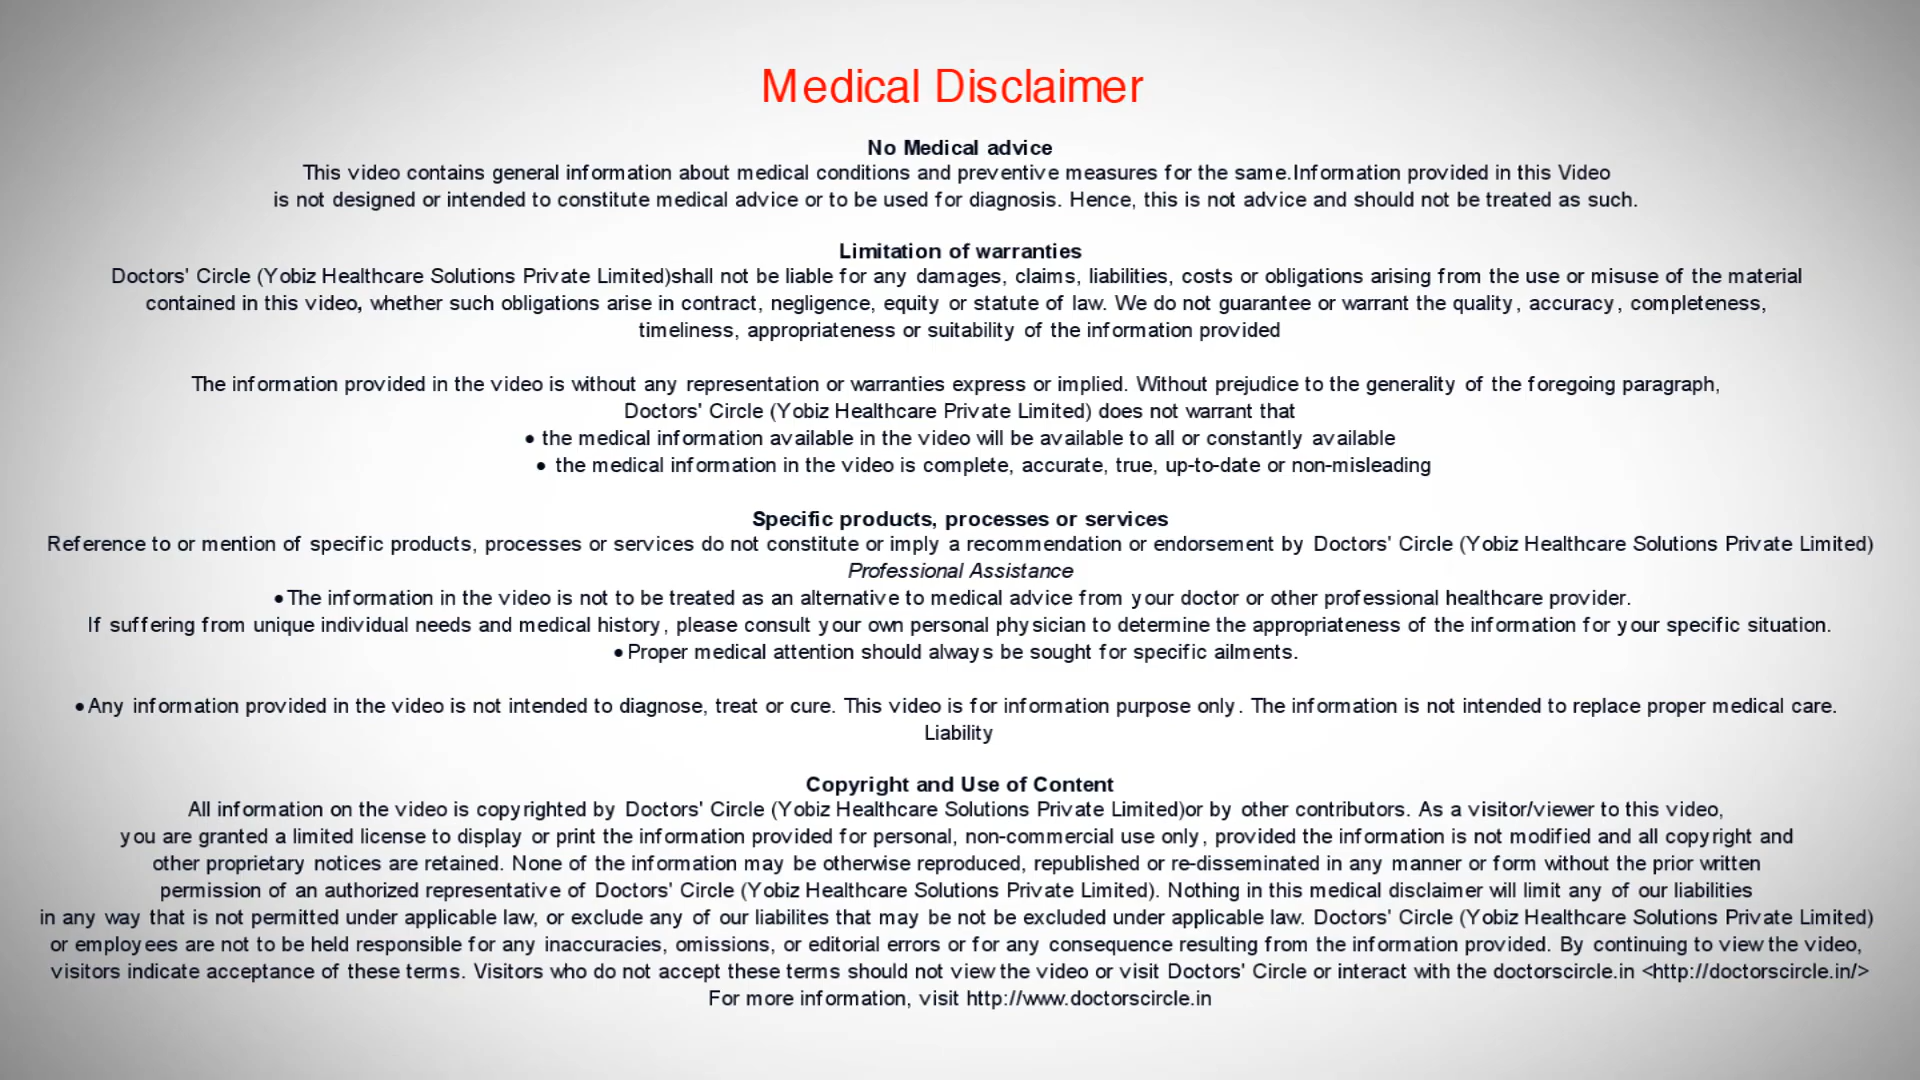 Medical Disclaimer
No Medical advice
This video contains general information about medical conditions and preventive measures for the same.Information provided in this Video
is not designed or intended to constitute medical advice or to be used for diagnosis. Hence, this is not advice and should not be treated as such.
Limitation of warranties
Doctors' Circle (Yobiz Healthcare Solutions Private Limited)shall not be liable for any damages, claims, liabilities, costs or obligations arising from the use or misuse of the material
contained in this video, whether such obligations arise in contract, negligence, equity or statute of law. We do not guarantee or warrant the quality, accuracy, completeness,
timeliness, appropriateness or suitability of the information provided
The information provided in the video is without any representation or warranties express or implied. Without prejudice to the generality of the foregoing paragraph,
Doctors' Circle (Yobiz Healthcare Private Limited) does not warrant that
• the medical information available in the video will be available to all or constantly available
• the medical information in the video is complete, accurate, true, up-to-date or non-misleading
Specific products, processes or services
Reference to or mention of specific products, processes or services do not constitute or imply a recommendation or endorsement by Doctors' Circle (Yobiz Healthcare Solutions Private Limited)
Professional Assistance
•The information in the video is not to be treated as an alternative to medical advice from your doctor or other professional healthcare provider.
If suffering from unique individual needs and medical history, please consult your own personal physician to determine the appropriateness of the information for your specific situation.
•Proper medical attention should always be sought for specific ailments.
•Any information provided in the video is not intended to diagnose, treat or cure. This video is for information purpose only. The information is not intended to replace proper medical care.
Liability
Copyright and Use of Content
All information on the video is copyrighted by Doctors' Circle (Yobiz Healthcare Solutions Private Limited)or by other contributors. As a visitor/viewer to this video,
you are granted a limited license to display or print the information provided for personal, non-commercial use only, provided the information is not modified and all copyright and
other proprietary notices are retained. None of the information may be otherwise reproduced, republished or re-disseminated in any manner or form without the prior written
permission of an authorized representative of Doctors' Circle (Yobiz Healthcare Solutions Private Limited). Nothing in this medical disclaimer will limit any of our liabilities
in any way that is not permitted under applicable law, or exclude any of our liabilites that may be not be excluded under applicable law. Doctors' Circle (Yobiz Healthcare Solutions Private Limited)
or employees are not to be held responsible for any inaccuracies, omissions, or editorial errors or for any consequence resulting from the information provided. By continuing to view the video,
visitors indicate acceptance of these terms. Visitors who do not accept these terms should not view the video or visit Doctors' Circle or interact with the doctorscircle.in <http://doctorscircle.in/>
For more information, visit http://www.doctorscircle.in